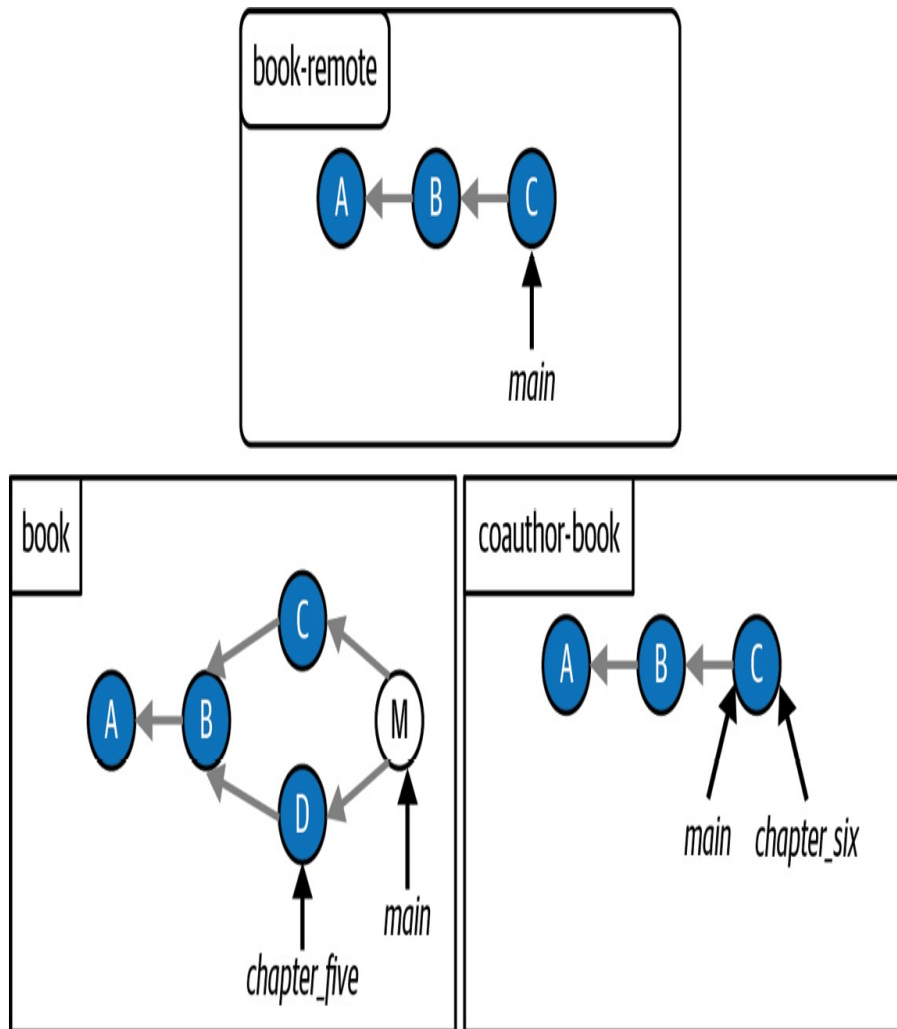 book-remote
A
B
C
main
book
C
A
B
M
D
main
chapter_five
coauthor-book
A
B
C
main
chapter_six